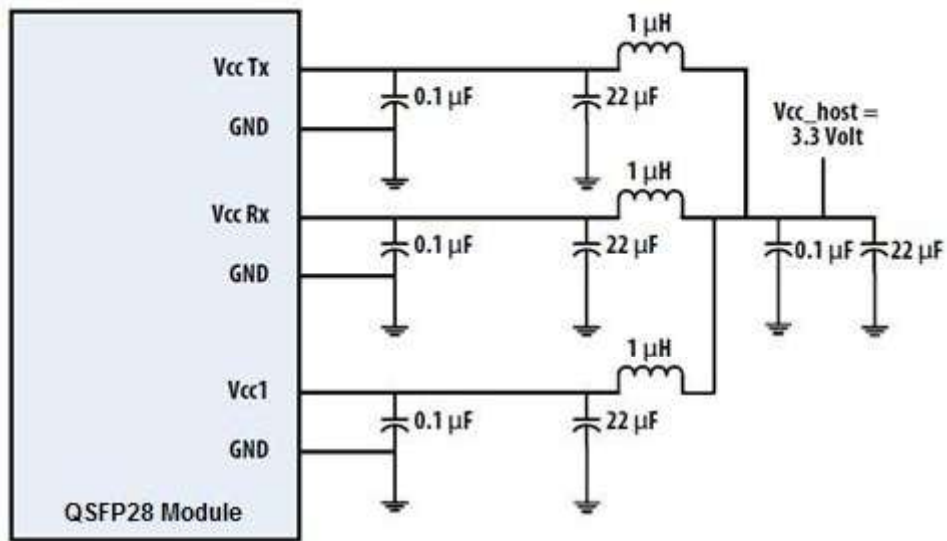 1 μH
Vcc Tx
0.1 μF
22 μF
GND
Vcc_host =
3.3 Volt
1 μH
Vcc Rx
0.1 μF
22 μF
0.1 μF
22 μF
GND
1 μH
Vcc1
0.1 μF
22 μF
GND
QSFP28 Module